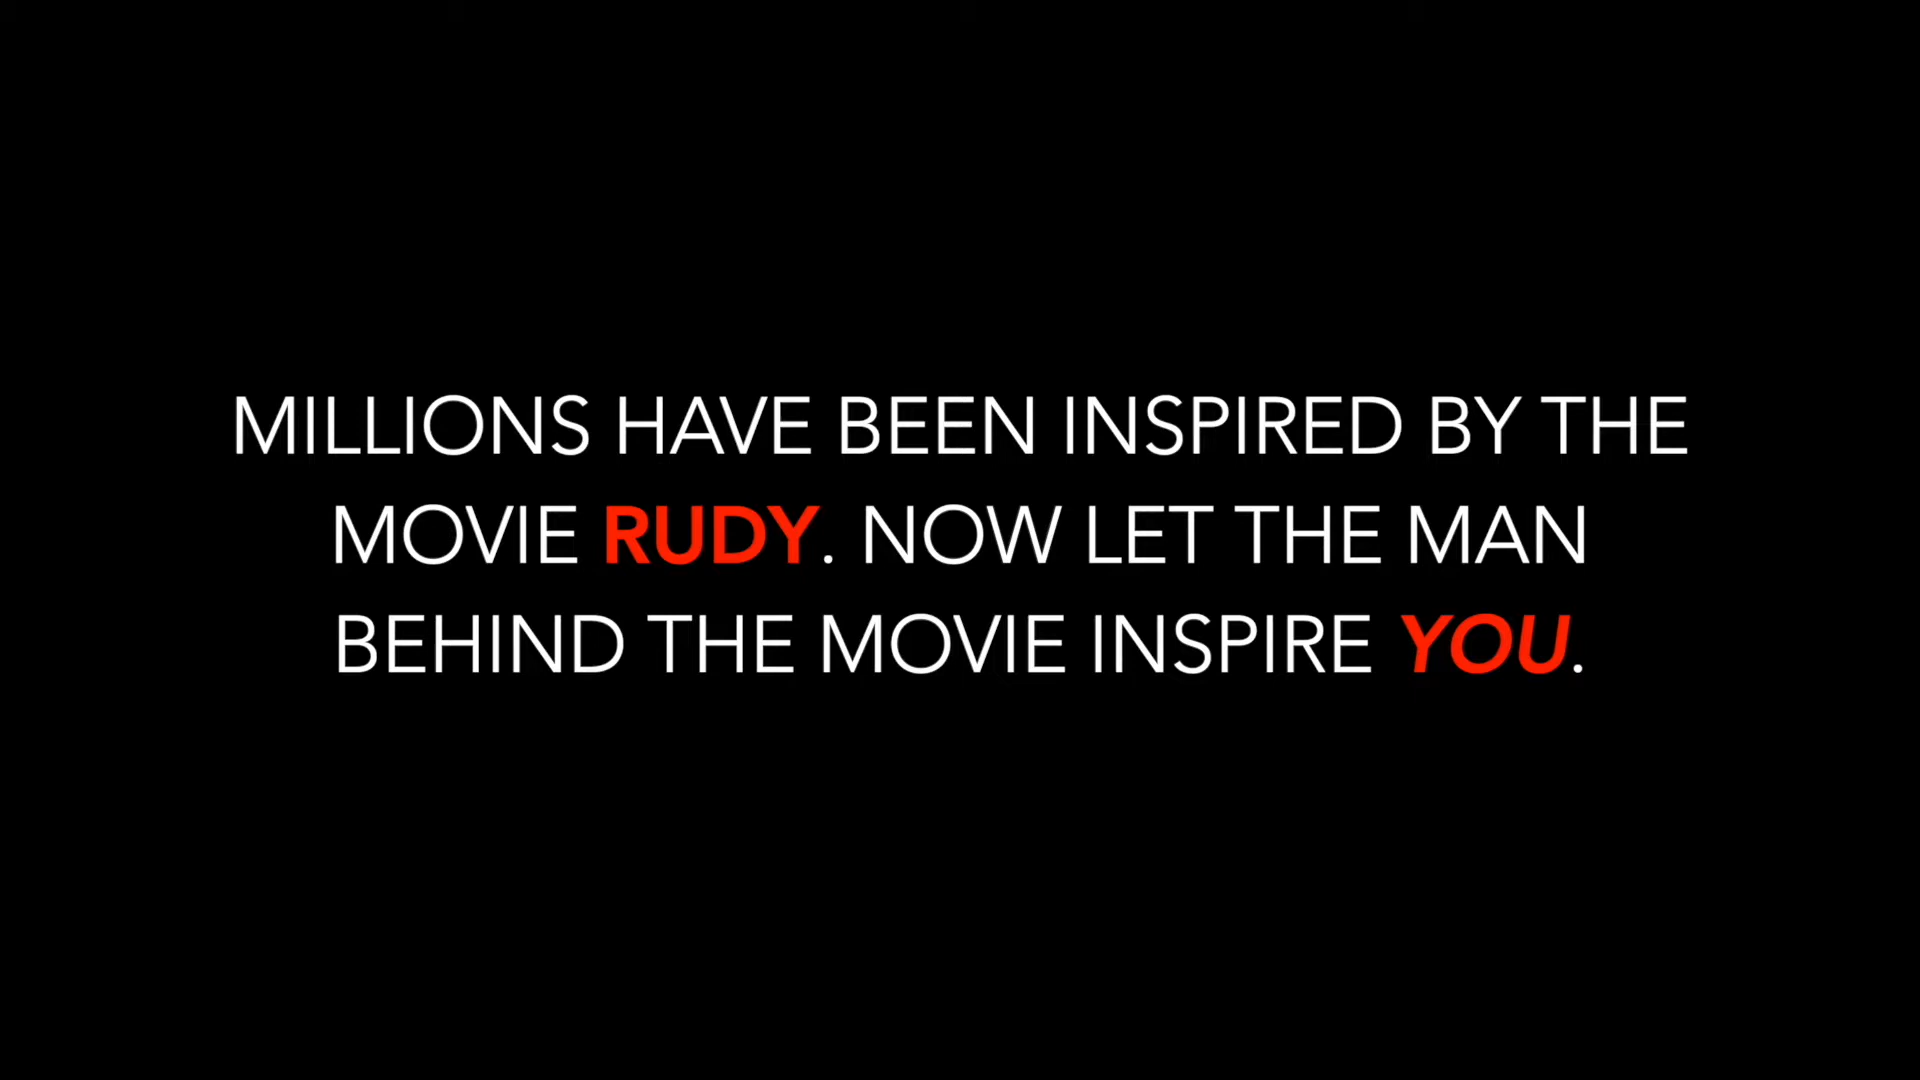 MILLIONS HAVE BEEN INSPIRED BY THE
MOVIE RUDY. NOW LET THE MAN
BEHIND THE MOVIE INSPIRE YOU.